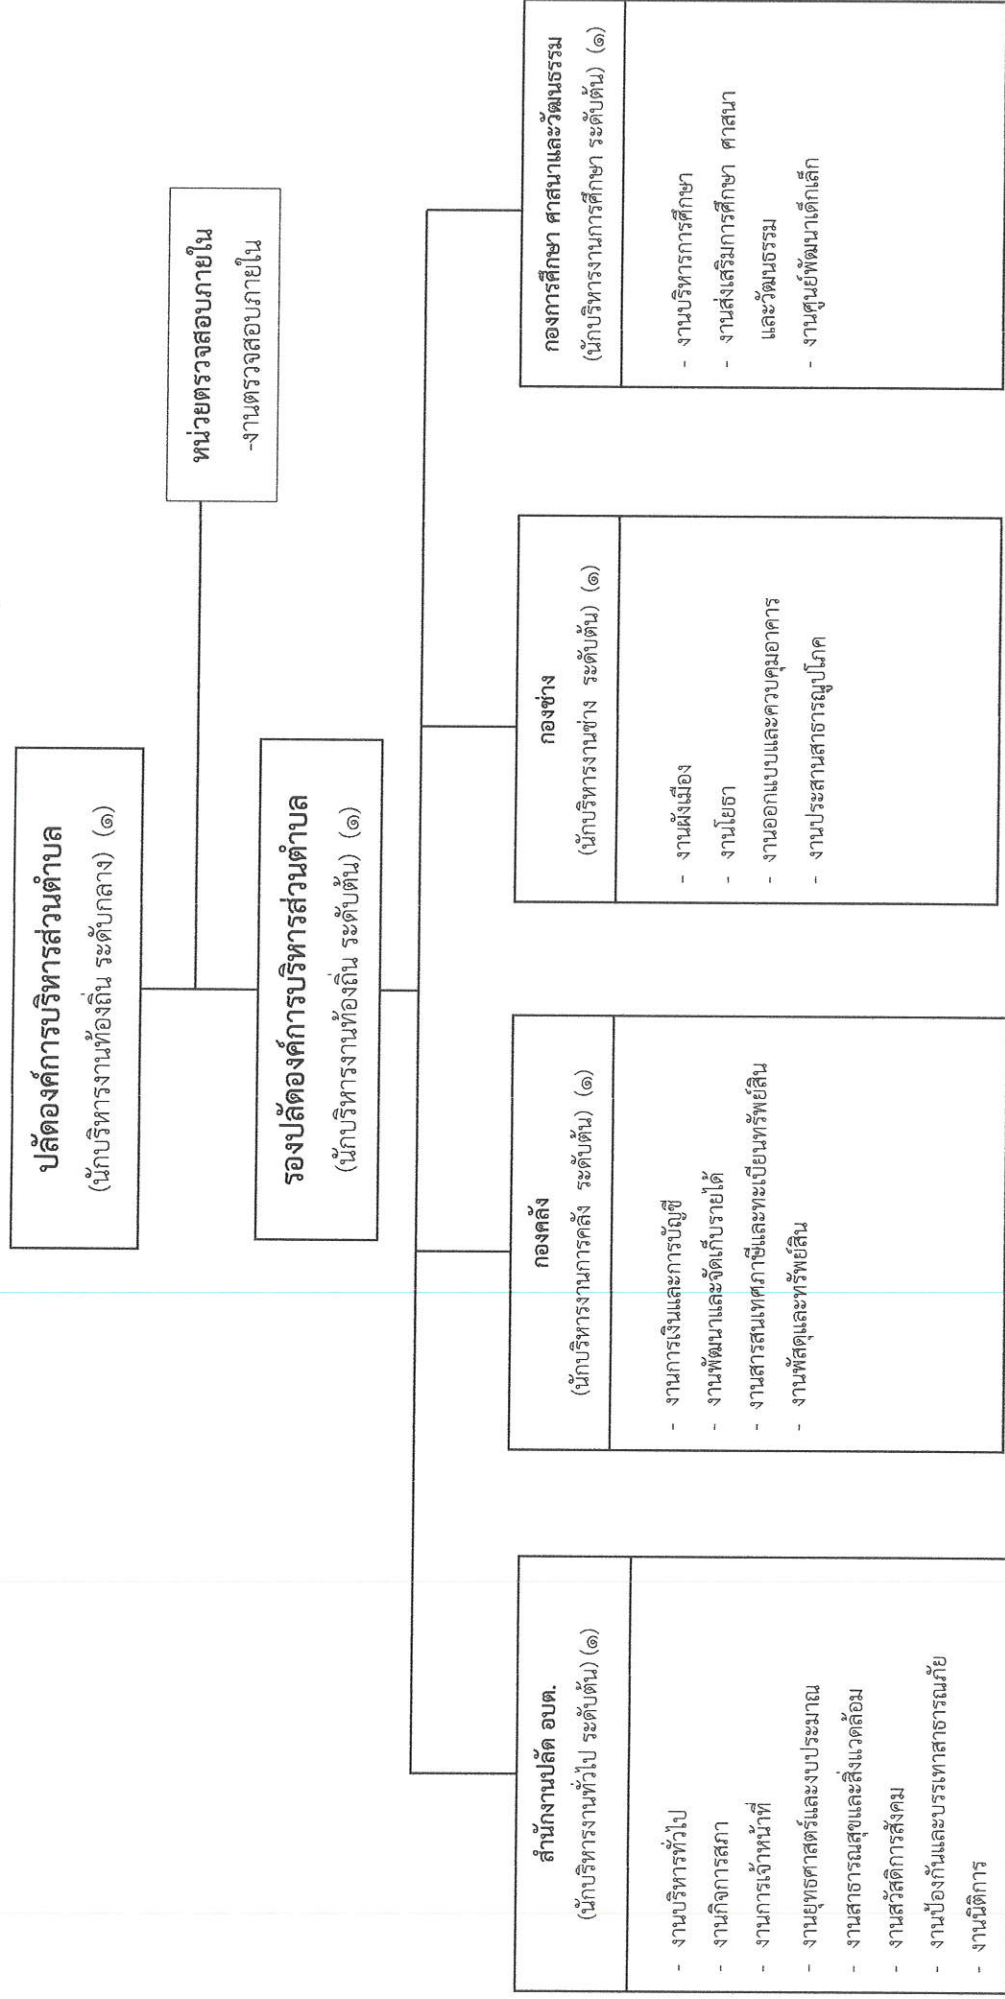 ปลัดองค์การบริหารส่วนตำบล
(นักบริหารงานท้องถิ่น ระดับกลาง) (๑)
หน่วยตรวจสอบภายใน
-งานตรวจสอบภายใน
รองปลัดองค์การบริหารส่วนตำบล
(นักบริหารงานท้องถิ่น ระดับต้น) (๑)
สำนักงานปลัด อบต.
(นักบริหารงานทั่วไป ระดับต้น) (๑)
- งานบริหารทั่วไป
- งานกิจการสภา
- งานการเจ้าหน้าที่
- งานยุทธศาสตร์และงบประมาณ
- งานสาธารณสุขและสิ่งแวดล้อม
- งานสวัสดิการสังคม
- งานป้องกันและบรรเทาสาธารณภัย
- งานนิติการ
กองคลัง
(นักบริหารงานการคลัง ระดับต้น) (๑)
- งานการเงินและการบัญชี
- งานพัฒนาและจัดเก็บรายได้
- งานสารสนเทศภาษีและทะเบียนทรัพย์สิน
- งานพัสดุและทรัพย์สิน
กองช่าง
(นักบริหารงานช่าง ระดับต้น) (๑)
- งานผังเมือง
- งานโยธา
- งานออกแบบและควบคุมอาคาร
- งานประสานสาธารณูปโภค
กองการศึกษา ศาสนาและวัฒนธรรม
(นักบริหารงานการศึกษา ระดับต้น) (๑)
- งานบริหารการศึกษา
- งานส่งเสริมการศึกษา ศาสนา
และวัฒนธรรม
- งานศูนย์พัฒนาเด็กเล็ก